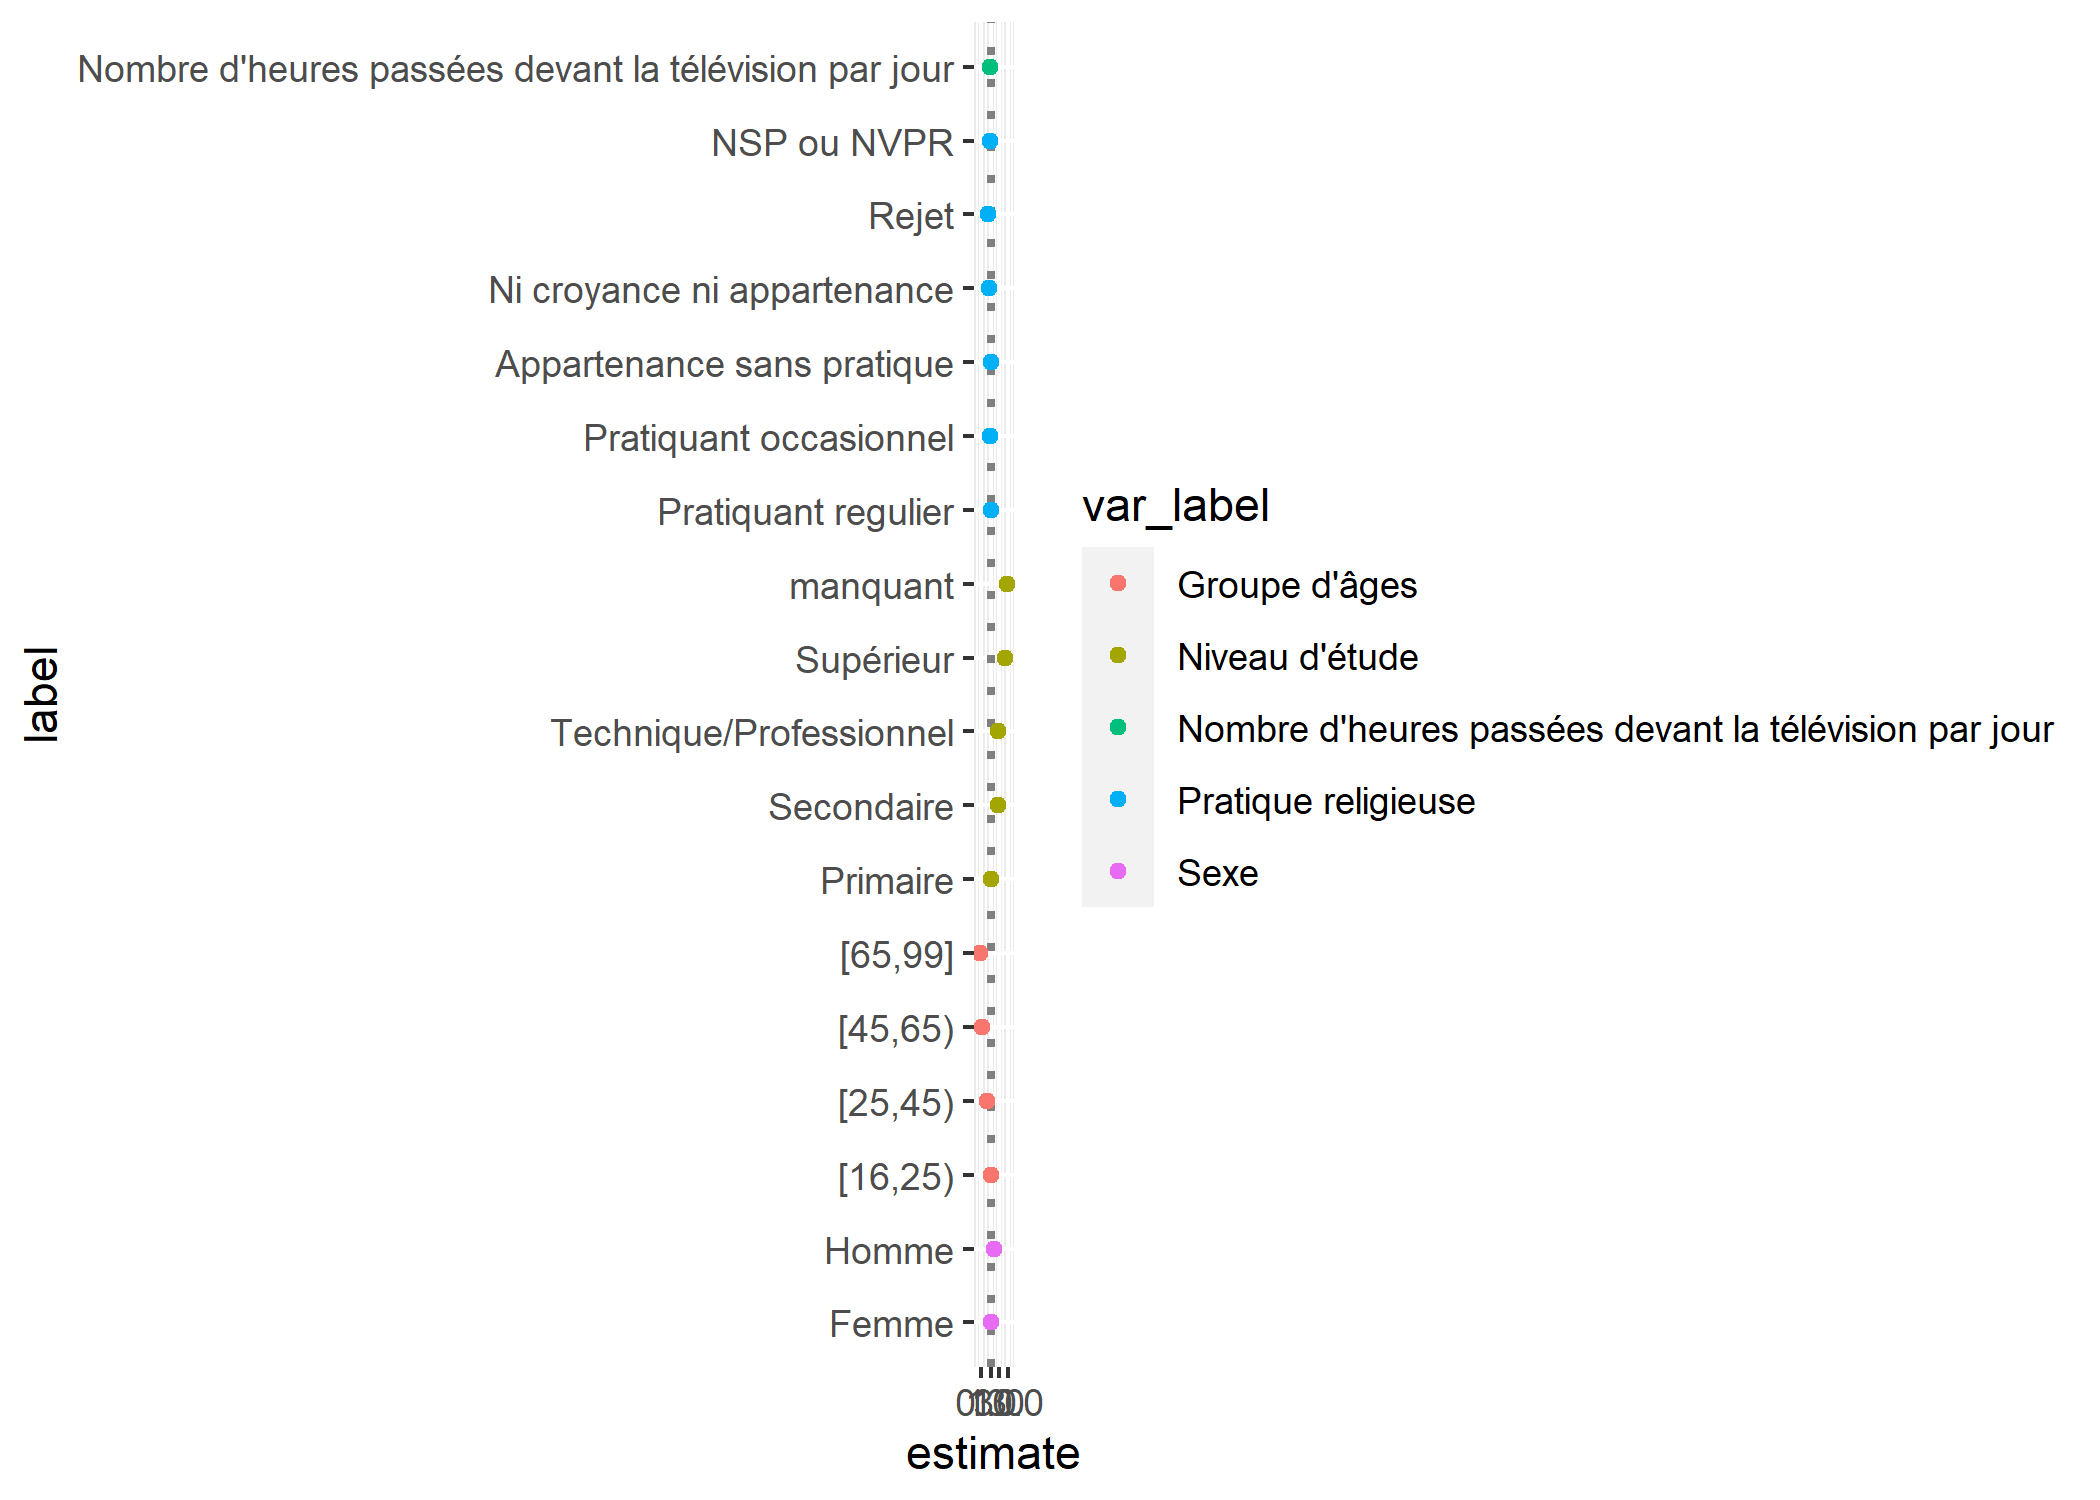 Nombre d'heures passées devant la télévision par jour
NSP ou NVPR
Rejet
Ni croyance ni appartenance
Appartenance sans pratique
Pratiquant occasionnel
Pratiquant regulier
manquant
Supérieur
Technique/Professionnel
Secondaire
Primaire
[65,99]
[45,65)
[25,45)
[16,25)
Homme
Femme
label
estimate
var_label
Groupe d'âges
Niveau d'étude
Nombre d'heures passées devant la télévision par jour
Pratique religieuse
Sexe